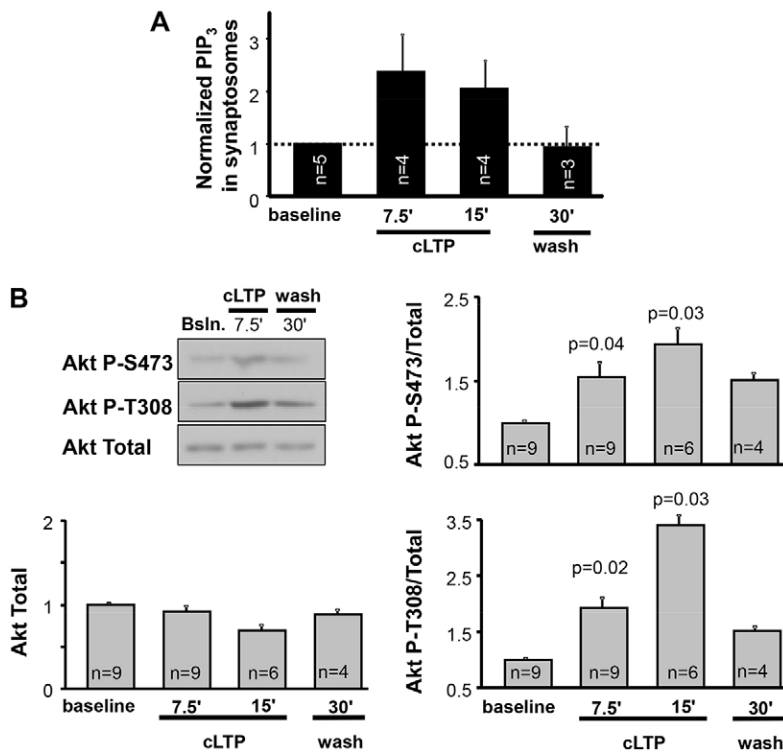 A
Normalized PIP3
in synaptosomes
3
2
1
0
n=5
n=4
n=4
n=3
baseline
7.5'
15'
30'
cLTP
wash
B
cLTP
wash
Bsln.
7.5'
30'
Akt P-S473
Akt P-T308
Akt Total
Akt P-S473/Total
2.5
1.5
0.5
p=0.04
p=0.03
n=9
n=9
n=6
n=4
Akt Total
2
1
0
n=9
n=9
n=6
n=4
baseline
7.5'
15'
30'
cLTP
wash
Akt P-T308/Total
3.5
2.5
1.5
0.5
p=0.02
p=0.03
n=9
n=9
n=6
n=4
baseline
7.5'
15'
30'
cLTP
wash